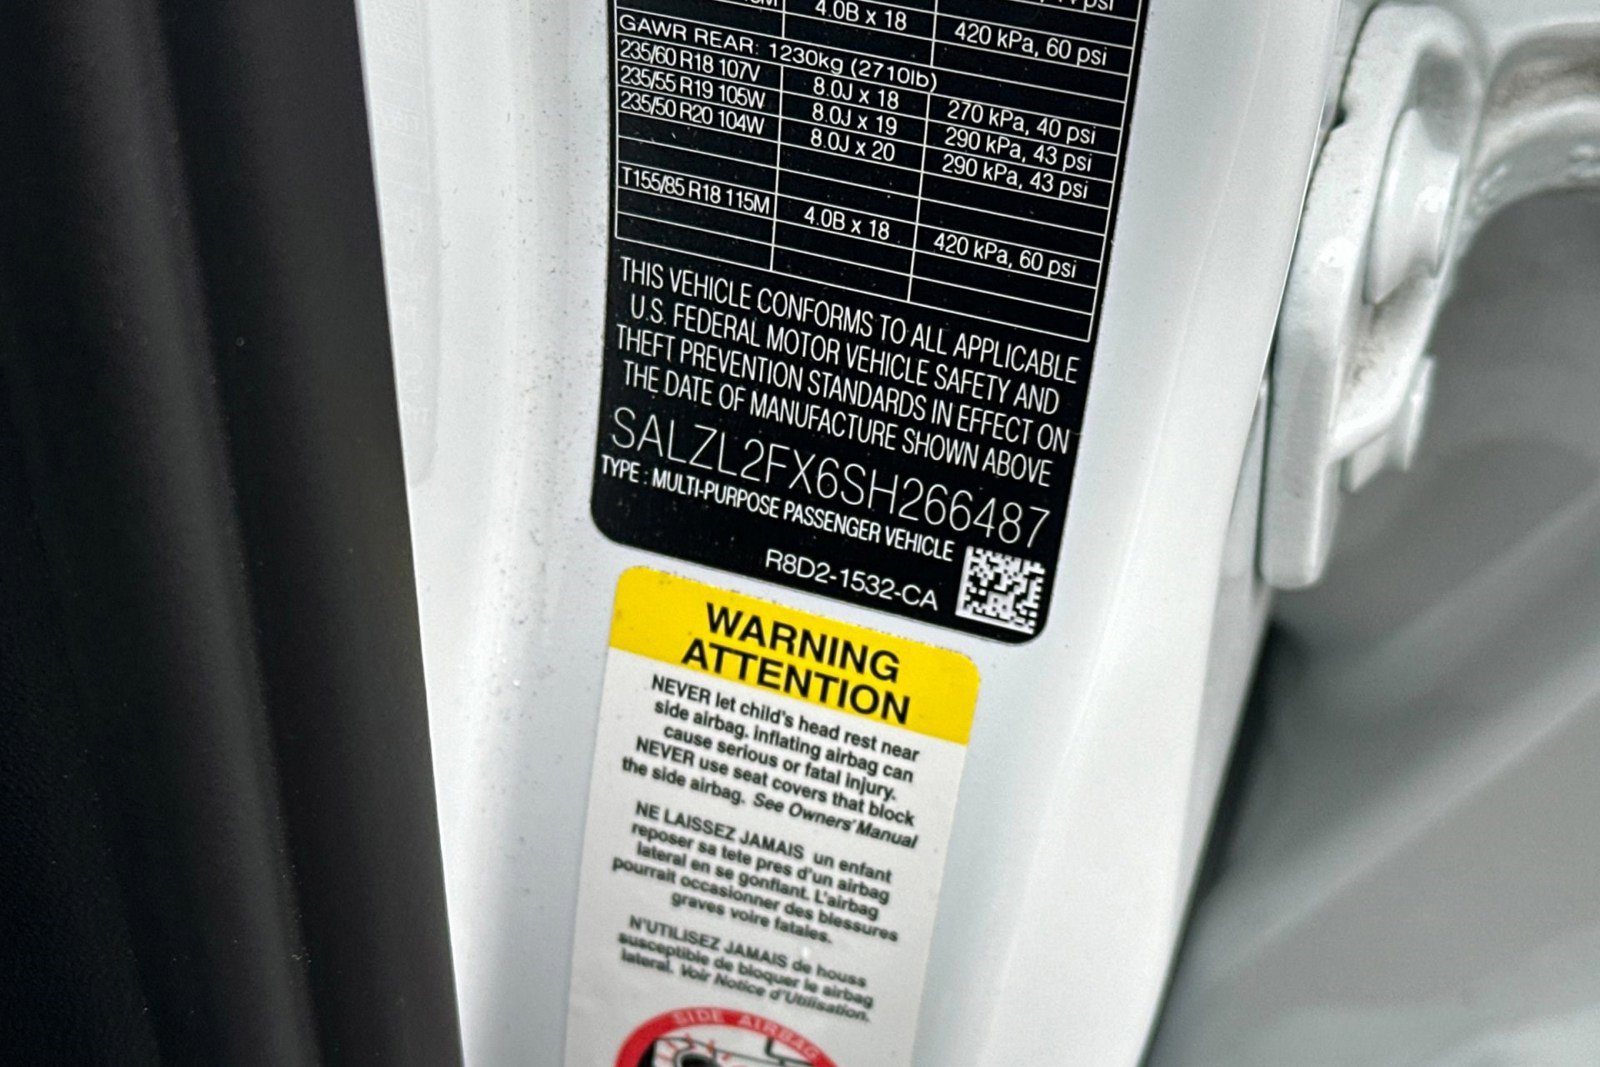 4.0B x 18
420 kPa, 60 psi
GAWR REAR: 1230kg (2710lb)
235/60 R18 107V 8.0J x 18 270 kPa, 40 psi
235/55 R19 105W 8.0J x 19 290 kPa, 43 psi
235/50 R20 104W 8.0J x 20 290 kPa, 43 psi
T155/85 R18 115M 4.0B x 18 420 kPa, 60 psi
THIS VEHICLE CONFORMS TO ALL APPLICABLE
U.S. FEDERAL MOTOR VEHICLE SAFETY AND
THEFT PREVENTION STANDARDS IN EFFECT ON
THE DATE OF MANUFACTURE SHOWN ABOVE
SALZL2FX6SH266487
TYPE : MULTI-PURPOSE PASSENGER VEHICLE
R8D2-1532-CA
WARNING
ATTENTION
NEVER let child's head rest near
side airbag. Inflating airbag can
cause serious or fatal injury.
NEVER use seat covers that block
the side airbag. See Owners' Manual
NE LAISSEZ JAMAIS un enfant
reposer sa tete pres d'un airbag
lateral en se gonflant. L'airbag
pourrait occasionner des blessures
graves voire fatales.
N'UTILISEZ JAMAIS de houss
susceptible de bloquer le airbag
lateral. Voir Notice d'Utilisation.
SIDE AIRBAG